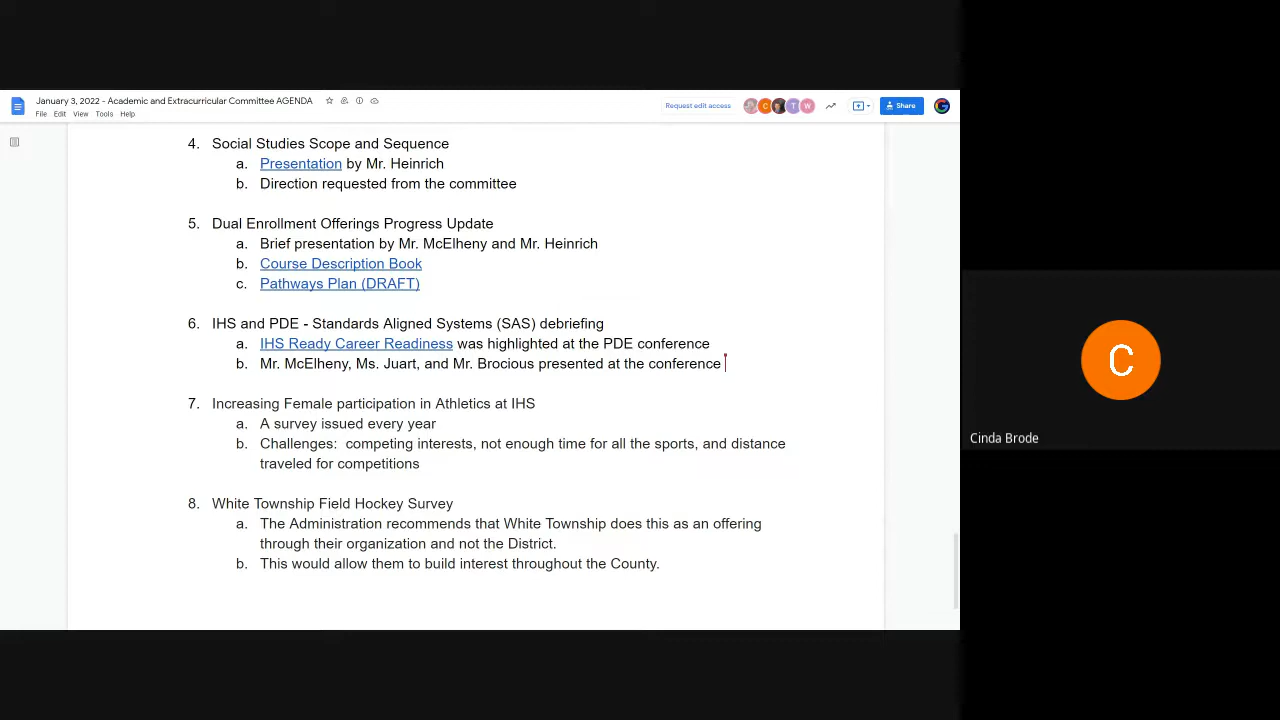 January 3, 2022 - Academic and Extracurricular Committee AGENDA
File Edit View Tools Help
Request edit access
C
T
W
Share
G
4. Social Studies Scope and Sequence
a. Presentation by Mr. Heinrich
b. Direction requested from the committee
5. Dual Enrollment Offerings Progress Update
a. Brief presentation by Mr. McElheny and Mr. Heinrich
b. Course Description Book
c. Pathways Plan (DRAFT)
6. IHS and PDE - Standards Aligned Systems (SAS) debriefing
a. IHS Ready Career Readiness was highlighted at the PDE conference
b. Mr. McElheny, Ms. Juart, and Mr. Brocious presented at the conference
7. Increasing Female participation in Athletics at IHS
a. A survey issued every year
b. Challenges: competing interests, not enough time for all the sports, and distance
traveled for competitions
8. White Township Field Hockey Survey
a. The Administration recommends that White Township does this as an offering
through their organization and not the District.
b. This would allow them to build interest throughout the County.
C
Cinda Brode